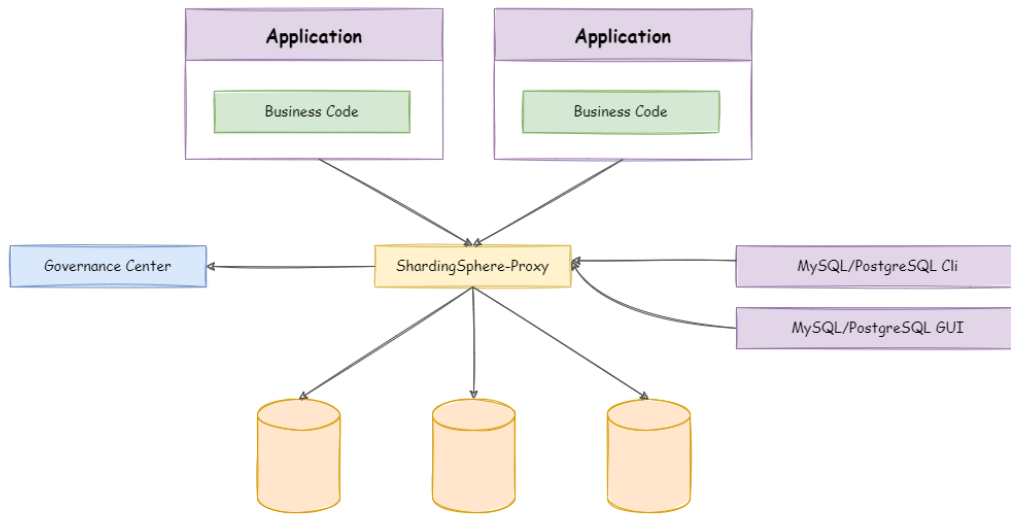 Application
Application
Business Code
Business Code
Governance Center
ShardingSphere-Proxy
MySQL/PostgreSQL Cli
MySQL/PostgreSQL GUI